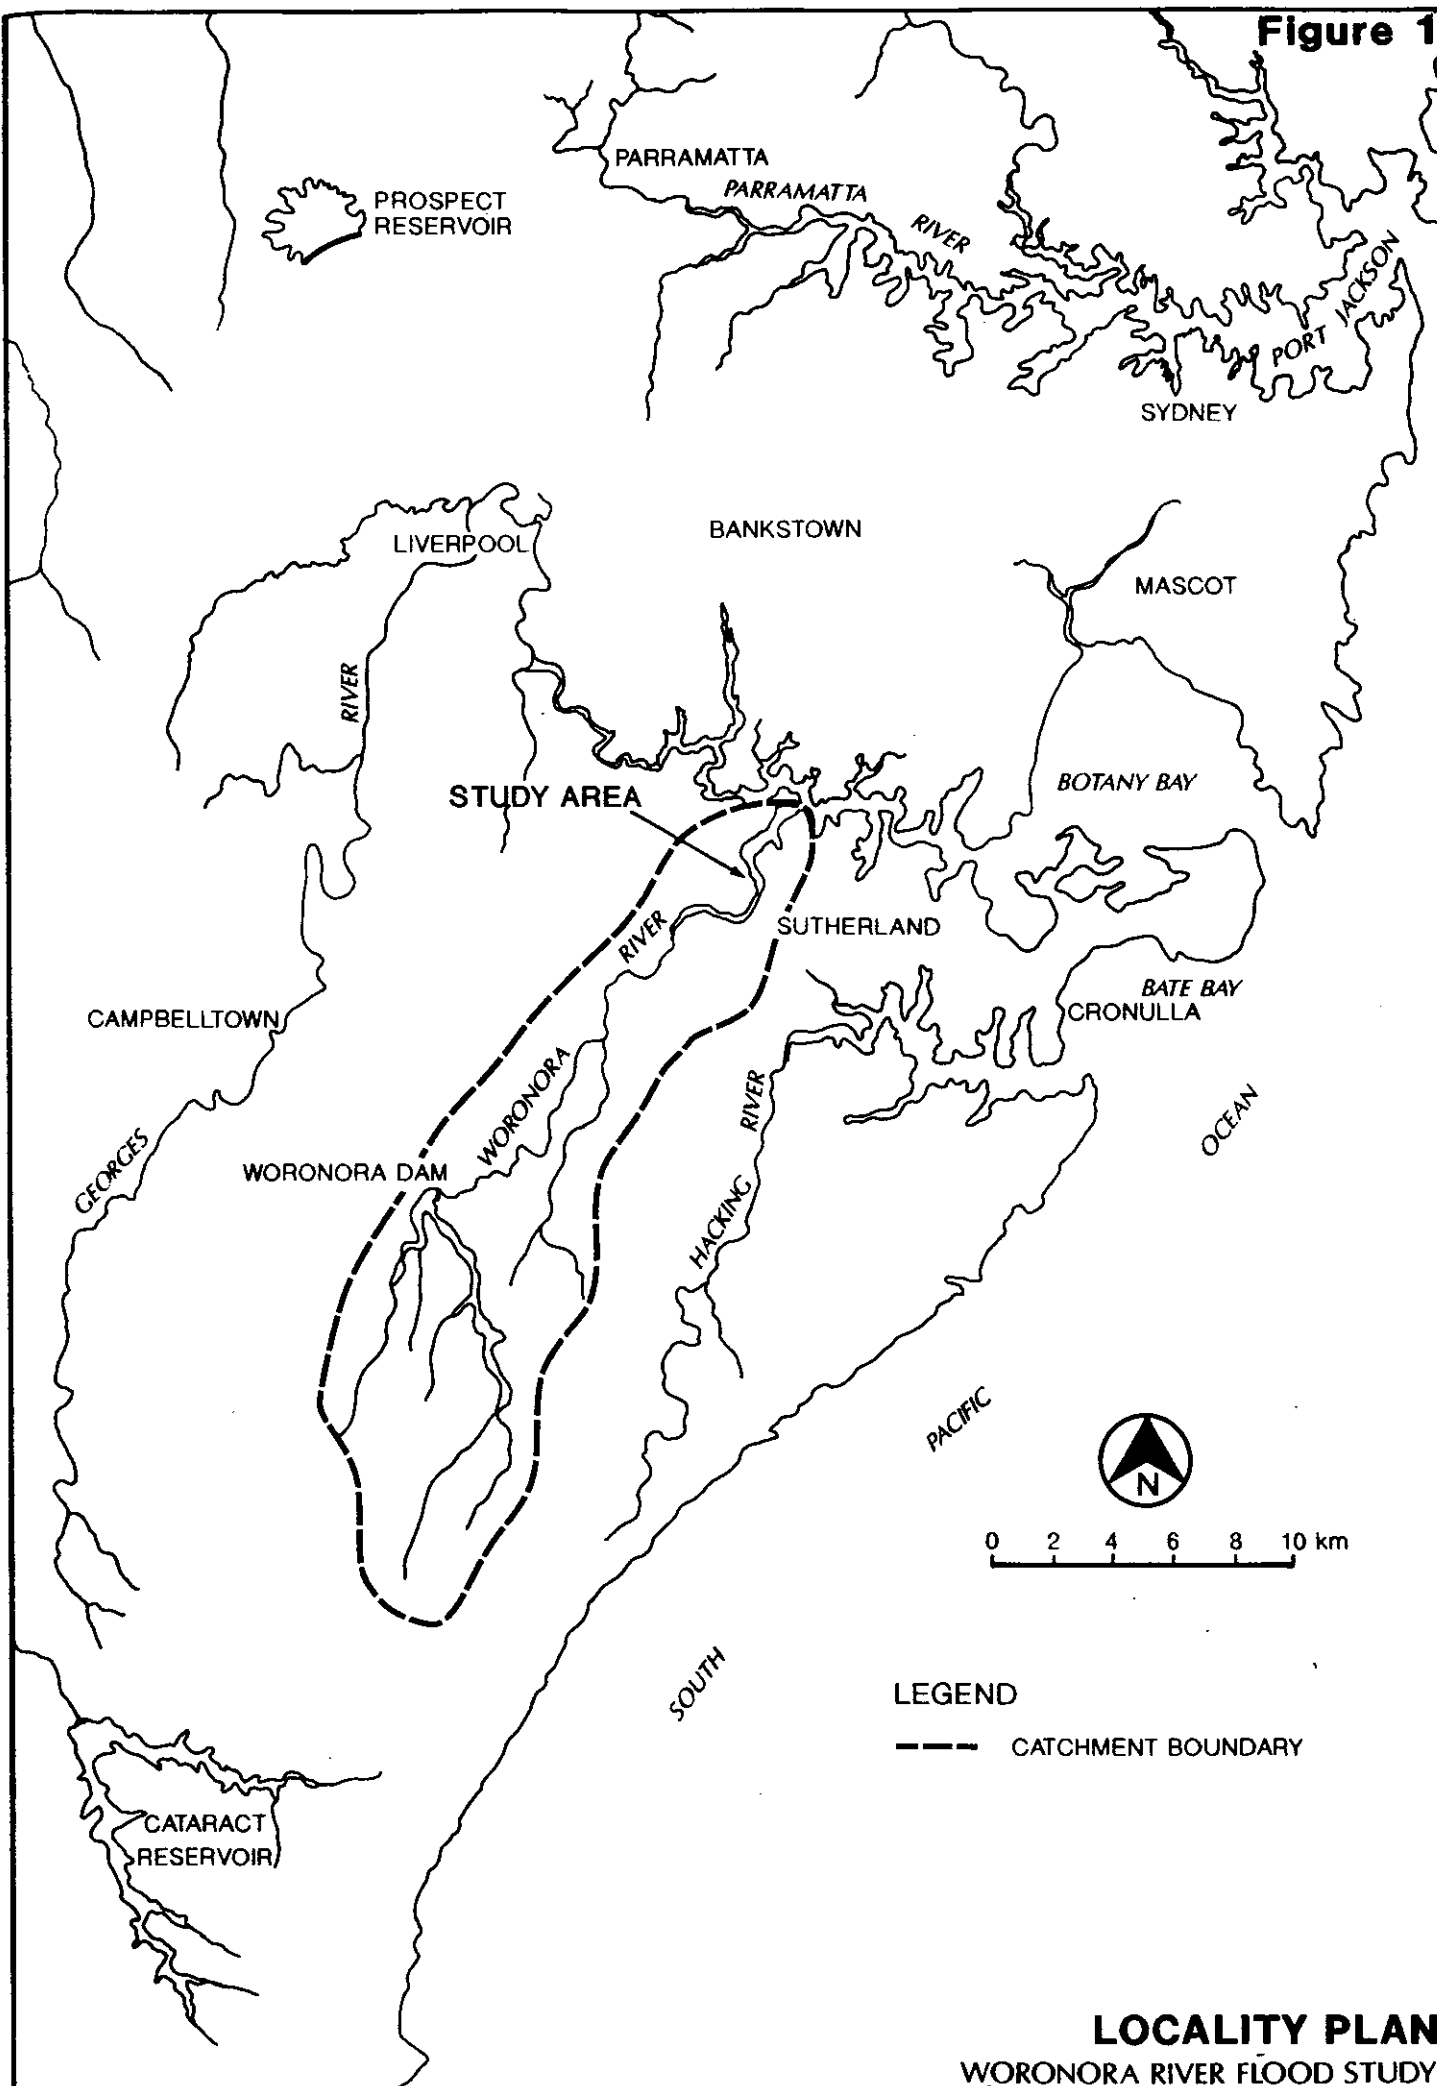 Figure 1
PARRAMATTA
PARRAMATTA
RIVER
PROSPECT
RESERVOIR
PORT JACKSON
SYDNEY
BANKSTOWN
LIVERPOOL
MASCOT
RIVER
BOTANY BAY
STUDY AREA
SUTHERLAND
RIVER
BATE BAY
CRONULLA
CAMPBELLTOWN
WORONORA
RIVER
OCEAN
GEORGES
WORONORA DAM
HACKING
PACIFIC
N
0 2 4 6 8 10 km
SOUTH
LEGEND
CATCHMENT BOUNDARY
CATARACT
RESERVOIR
LOCALITY PLAN
WORONORA RIVER FLOOD STUDY